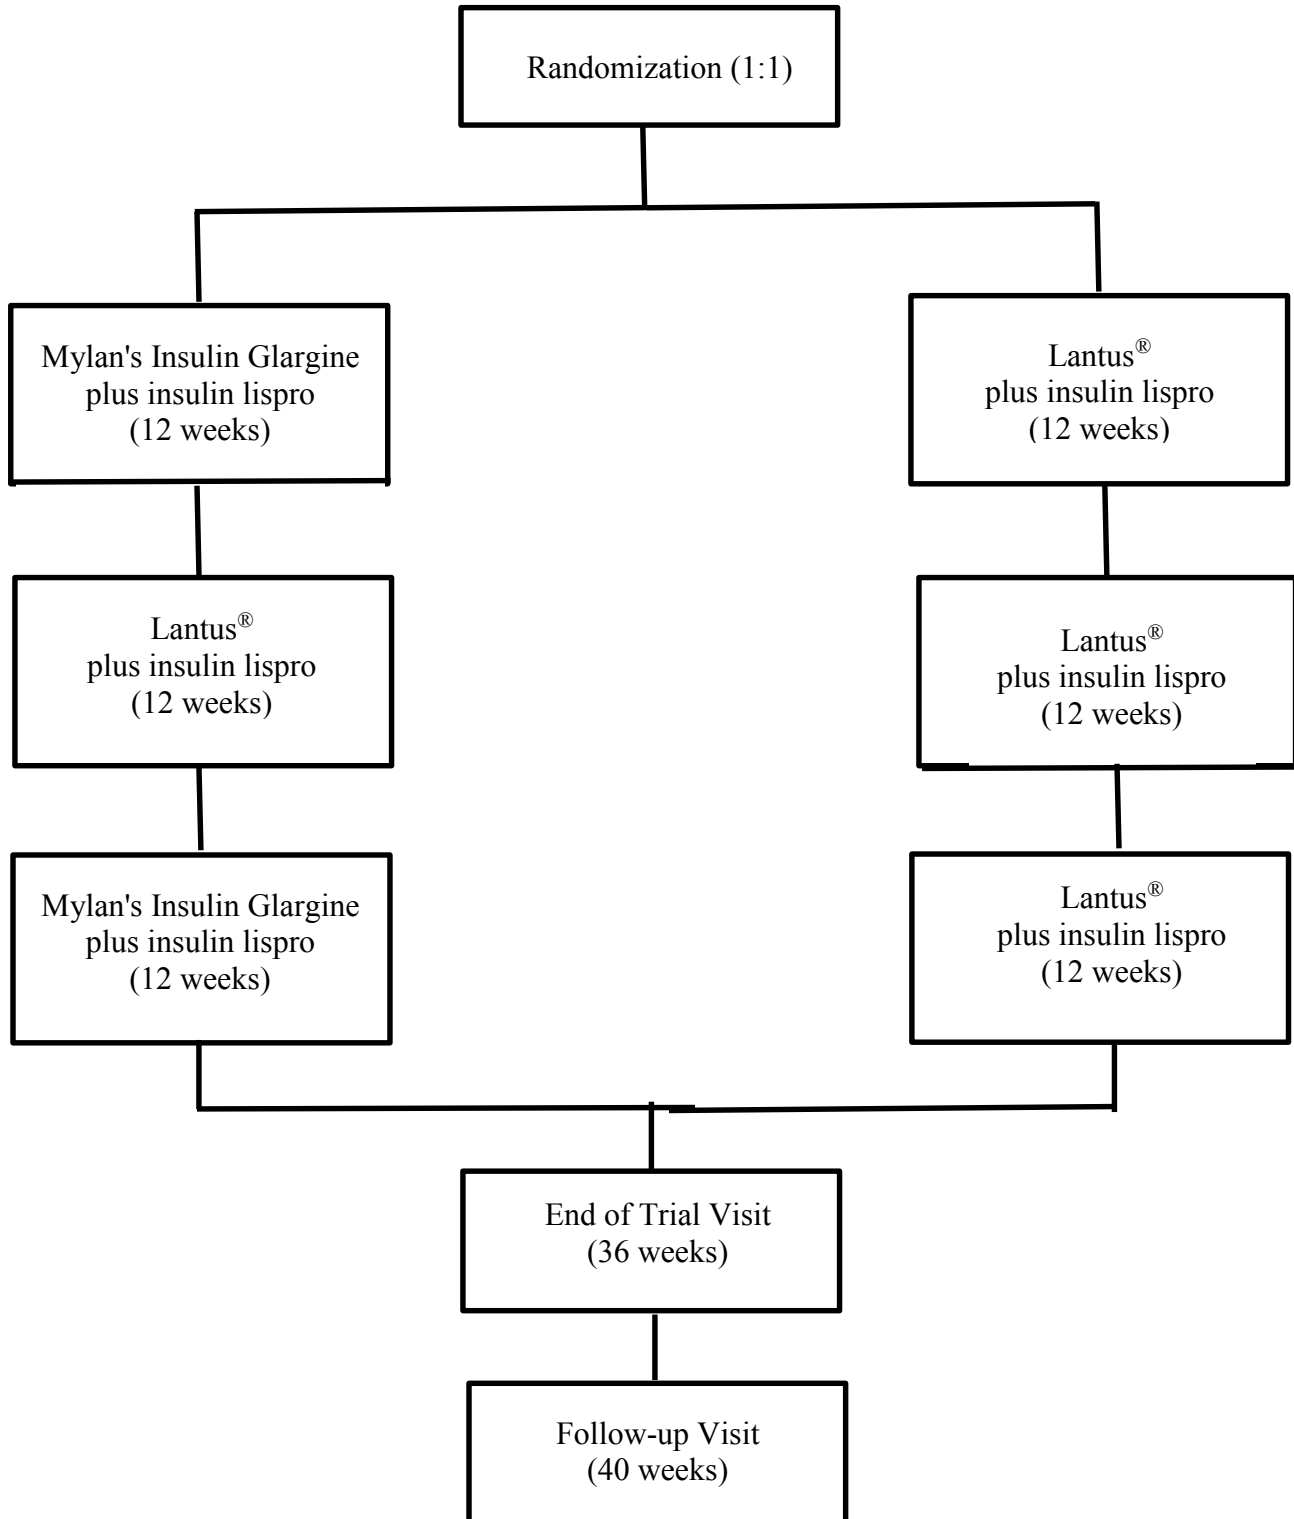 Randomization (1:1)
Mylan's Insulin Glargine
plus insulin lispro
(12 weeks)
Lantus®
plus insulin lispro
(12 weeks)
Lantus®
plus insulin lispro
(12 weeks)
Lantus®
plus insulin lispro
(12 weeks)
Mylan's Insulin Glargine
plus insulin lispro
(12 weeks)
Lantus®
plus insulin lispro
(12 weeks)
End of Trial Visit
(36 weeks)
Follow-up Visit
(40 weeks)